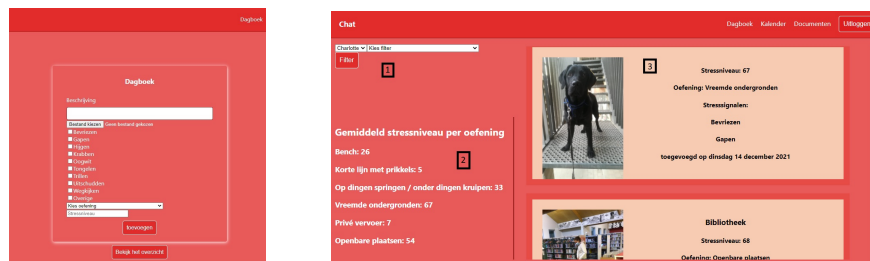 Dagboek
Dagboek
Beschrijving
Bestand kiezen Geen bestand gekozen
Bevriezen
Gapen
Hijgen
Krabben
Oogwit
Tongelen
Trillen
Uitschudden
Wegkijken
Overige
Kies oefening
Stressniveau
toevoegen
Bekijk het overzicht
Chat
Dagboek Kalender Documenten Uitloggen
Charlotte Kies filter
Filter
1
Gemiddeld stressniveau per oefening
Bench: 26
2
Korte lijn met prikkels: 5
Op dingen springen / onder dingen kruipen: 33
Vreemde ondergronden: 67
Privé vervoer: 7
Openbare plaatsen: 54
3
Stressniveau: 67
Oefening: Vreemde ondergronden
Stresssignalen:
Bevriezen
Gapen
toegevoegd op dinsdag 14 december 2021
Bibliotheek
Stressniveau: 68
Oefening: Openbare plaatsen